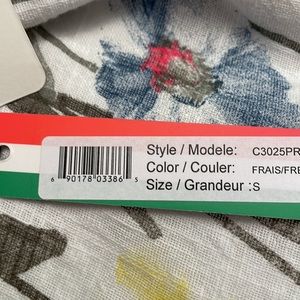 Style / Modele: C3025PR
Color / Couler: FRAIS/FRE
Size / Grandeur :S
6 90178 03386 5